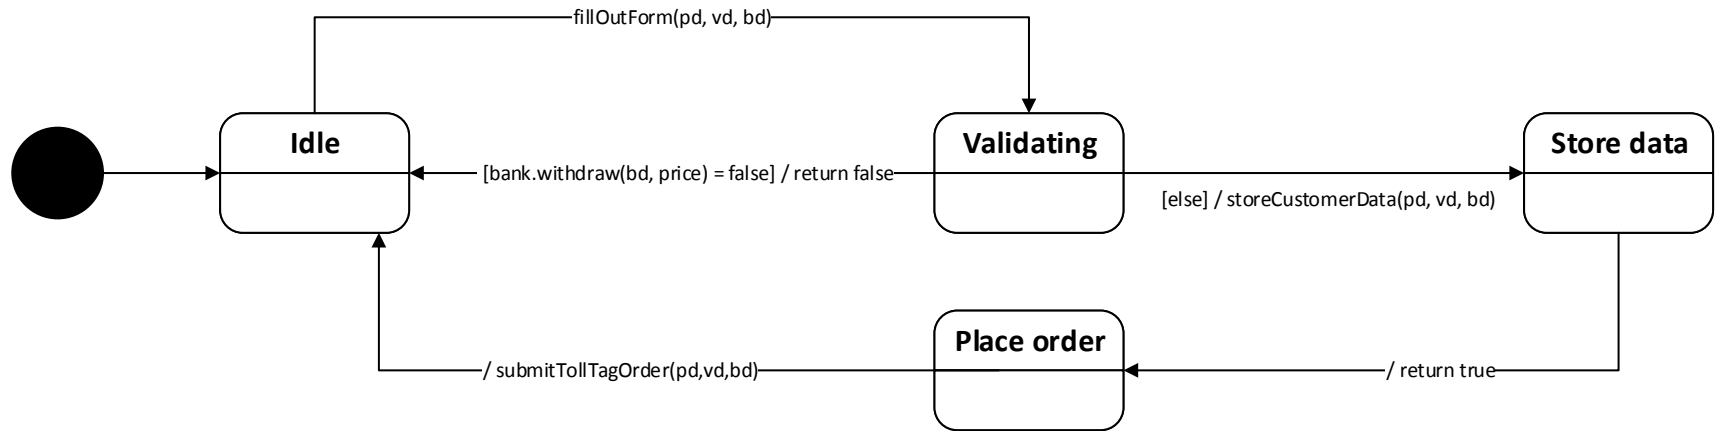 fillOutForm(pd, vd, bd)
Idle
Validating
Store data
[bank.withdraw(bd, price) = false] / return false
[else] / storeCustomerData(pd, vd, bd)
Place order
/ submitTollTagOrder(pd,vd,bd)
/ return true